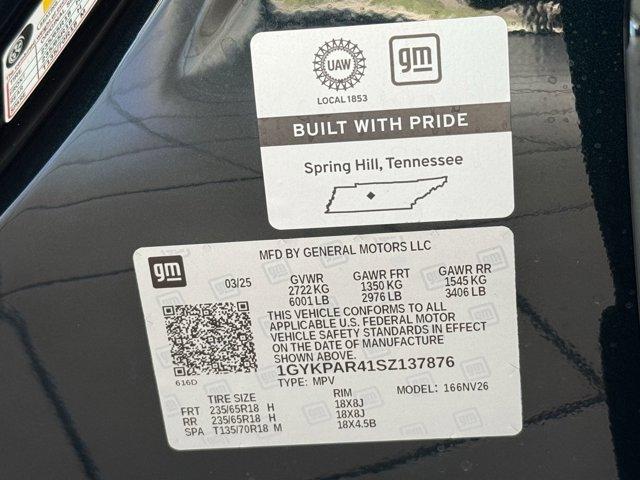 UAW
gm
LOCAL 1853
BUILT WITH PRIDE
Spring Hill, Tennessee
MFD BY GENERAL MOTORS LLC
gm
03/25 GVWR GAWR FRT GAWR RR
2722 KG 1350 KG 1545 KG
6001 LB 2976 LB 3406 LB
THIS VEHICLE CONFORMS TO ALL
APPLICABLE U.S. FEDERAL MOTOR
VEHICLE SAFETY STANDARDS IN EFFECT
ON THE DATE OF MANUFACTURE
SHOWN ABOVE.
1GYKPAR41SZ137876
616D
TYPE: MPV MODEL: 166NV26
TIRE SIZE RIM
FRT 235/65R18 H 18X8J
RR 235/65R18 H 18X8J
SPA T135/70R18 M 18X4.5B